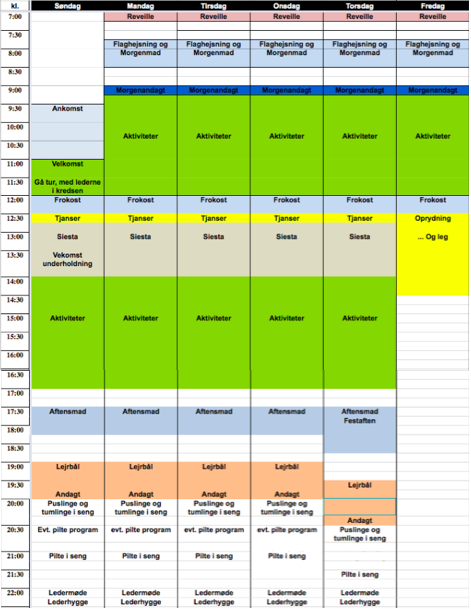 kl. Søndag Mandag Tirsdag Onsdag Torsdag Fredag
7:00 Reveille Reveille Reveille Reveille Reveille
7:30
Flaghejsning og Flaghejsning og Flaghejsning og Flaghejsning og Flaghejsning og
8:00 Morgenmad Morgenmad Morgenmad Morgenmad Morgenmad
8:30
9:00 Morgenandagt Morgenandagt Morgenandagt Morgenandagt Morgenandagt
9:30 Ankomst
10:00 Aktiviteter Aktiviteter Aktiviteter Aktiviteter Aktiviteter
10:30
11:00 Velkomst
11:30 Gå tur, med lederne
i kredsen
12:00 Frokost Frokost Frokost Frokost Frokost Frokost
12:30 Tjanser Tjanser Tjanser Tjanser Tjanser Oprydning
13:00 Siesta Siesta Siesta Siesta Siesta ... Og leg
13:30 Vekomst
underholdning
14:00
14:30
15:00 Aktiviteter Aktiviteter Aktiviteter Aktiviteter Aktiviteter
15:30
16:00
16:30
17:00
17:30 Aftensmad Aftensmad Aftensmad Aftensmad Aftensmad
Festaften
18:00
18:30
19:00 Lejrbål Lejrbål Lejrbål Lejrbål
19:30 Lejrbål
Andagt Andagt Andagt Andagt
20:00 Puslinge og Puslinge og Puslinge og Puslinge og
tumlinge i seng tumlinge i seng tumlinge i seng tumlinge i seng
Andagt
20:30 Evt. pilte program evt. pilte program evt. pilte program evt. pilte program Puslinge og
tumlinge i seng
21:00 Pilte i seng Pilte i seng Pilte i seng Pilte i seng
21:30 Pilte i seng
22:00 Ledermøde Ledermøde Ledermøde Ledermøde Ledermøde
Lederhygge Lederhygge Lederhygge Lederhygge Lederhygge